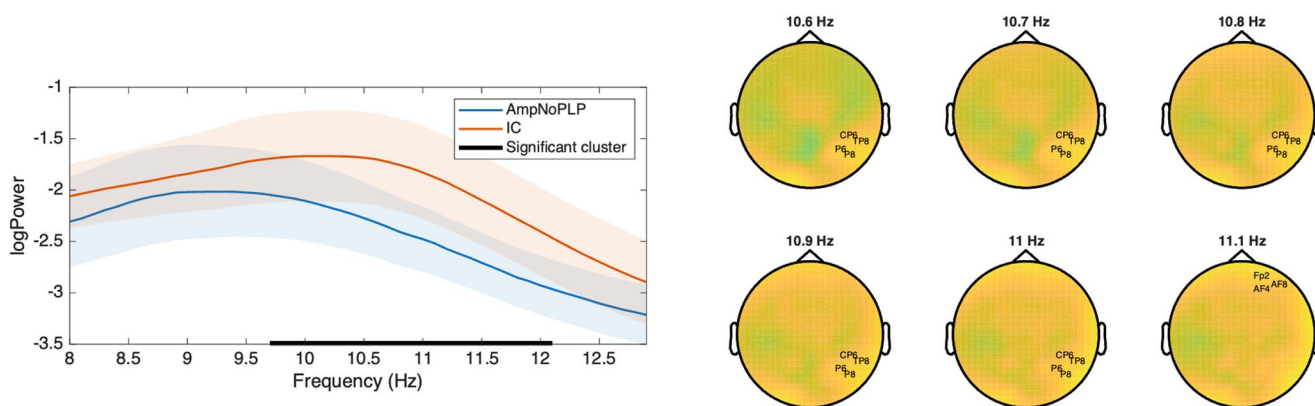 -1
-1.5
-2
-2.5
-3
-3.5
logPower
8
8.5
9
9.5
10
10.5
11
11.5
12
12.5
Frequency (Hz)
AmpNoPLP
IC
Significant cluster
10.6 Hz
CP6
TP8
P6
P8
10.7 Hz
CP6
TP8
P6
P8
10.8 Hz
CP6
TP8
P6
P8
10.9 Hz
CP6
TP8
P6
P8
11 Hz
CP6
TP8
P6
P8
11.1 Hz
Fp2
AF8
AF4